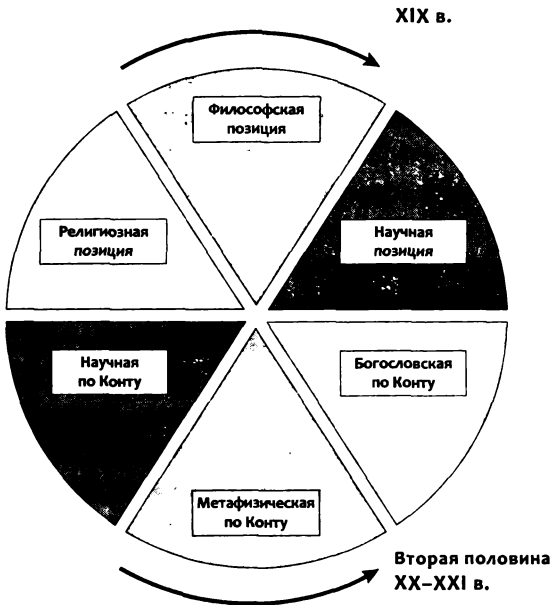 XIX в.
Философская
позиция
Религиозная
позиция
Научная
позиция
Научная
по Конту
Богословская
по Конту
Метафизическая
по Конту
Вторая половина
XX–XXI в.